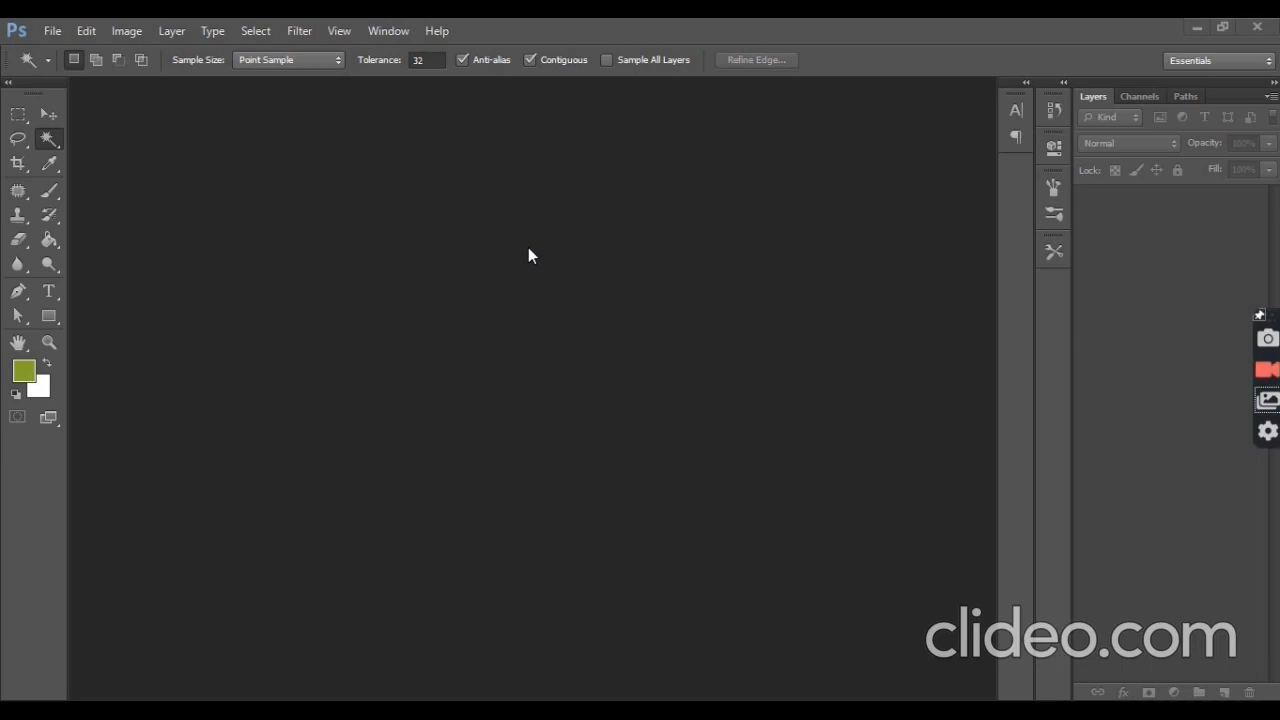 Ps File Edit Image Layer Type Select Filter View Window Help
Sample Size: Point Sample Tolerance: 32 Anti-alias Contiguous Sample All Layers Refine Edge... Essentials
Layers Channels Paths
Kind
Normal Opacity: 100%
Lock: Fill: 100%
clideo.com